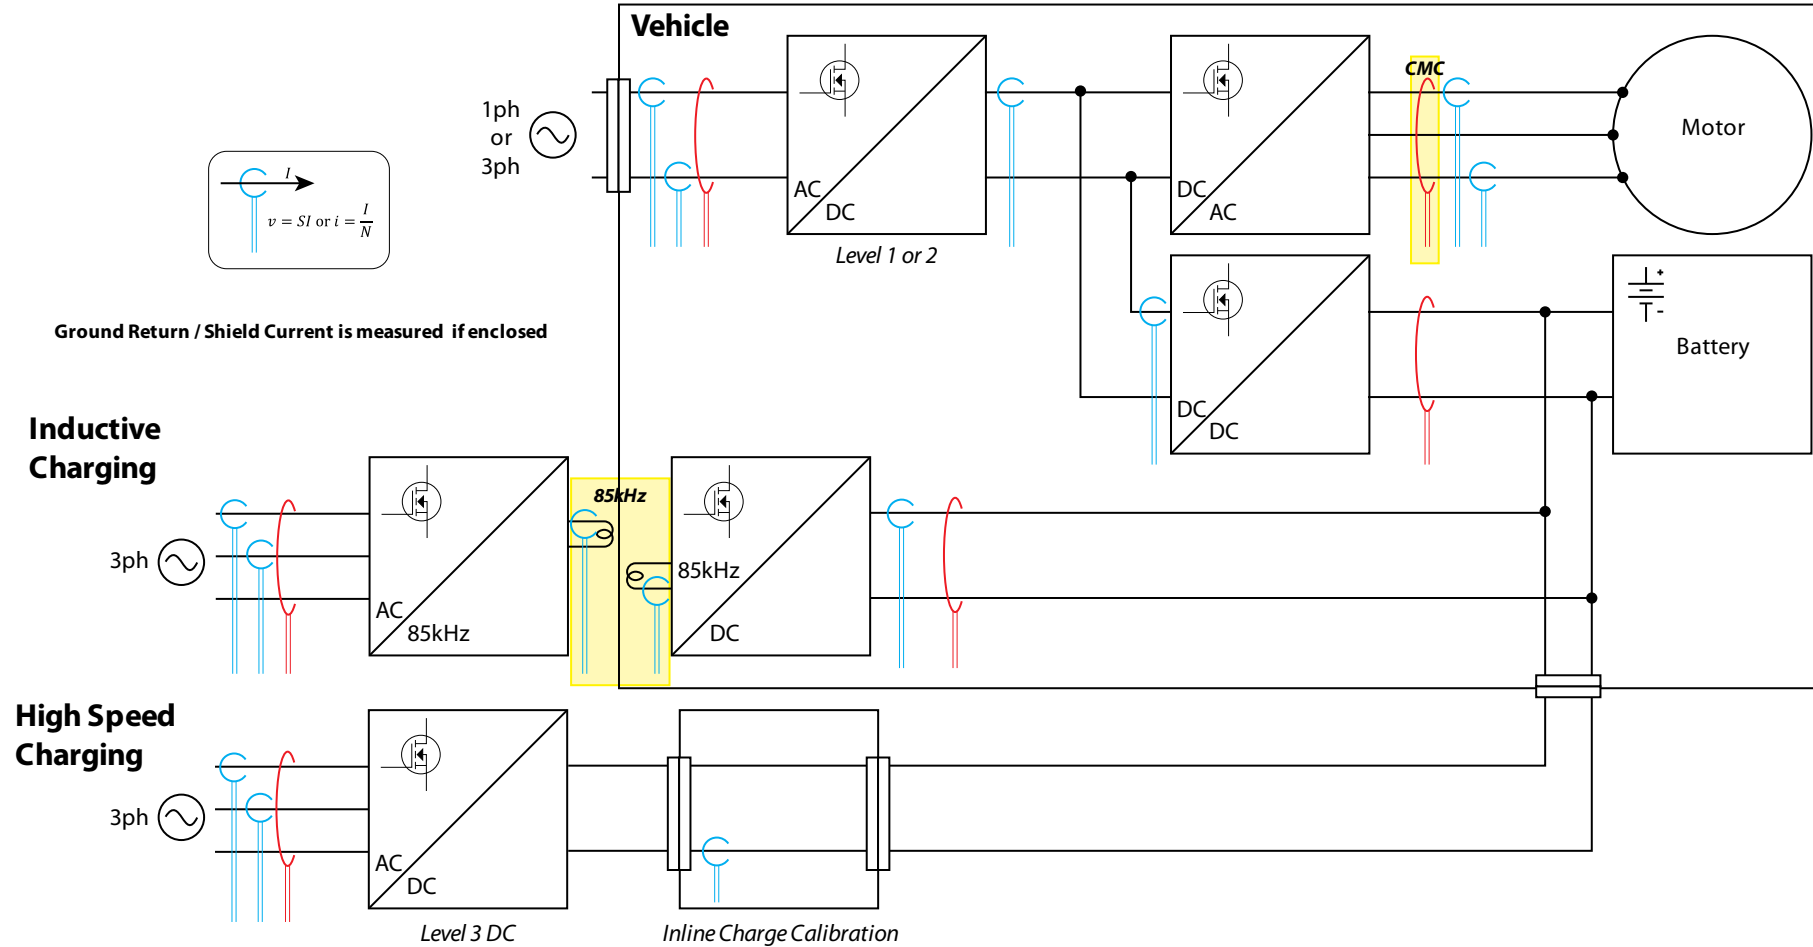 Vehicle
CMC
1ph
or
3ph
Motor
I
v = SI or i = I/N
AC
DC
DC
AC
Level 1 or 2
Ground Return / Shield Current is measured if enclosed
+
-
Battery
DC
DC
Inductive
Charging
85kHz
3ph
85kHz
AC
85kHz
DC
High Speed
Charging
3ph
AC
DC
Level 3 DC
Inline Charge Calibration